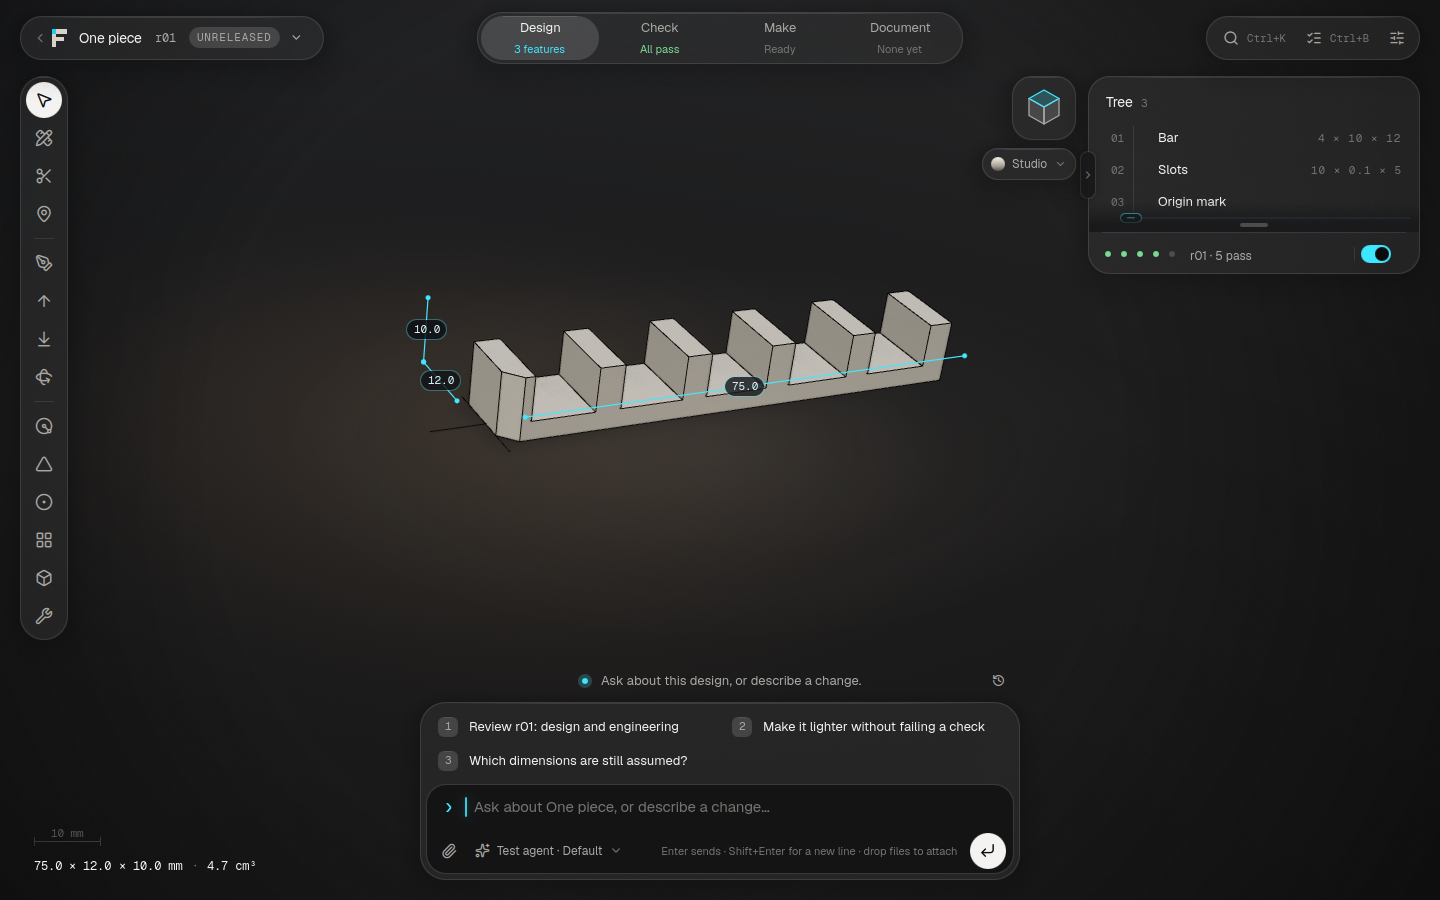 One piece r01 UNRELEASED
Design
3 features
Check
All pass
Make
Ready
Document
None yet
Ctrl+K
Ctrl+B
Studio
Tree 3
01 Bar 4 × 10 × 12
02 Slots 10 × 0.1 × 5
03 Origin mark
r01 · 5 pass
10.0
12.0
75.0
Ask about this design, or describe a change.
1 Review r01: design and engineering
2 Make it lighter without failing a check
3 Which dimensions are still assumed?
Ask about One piece, or describe a change...
Test agent · Default
Enter sends · Shift+Enter for a new line · drop files to attach
10 mm
75.0 × 12.0 × 10.0 mm · 4.7 cm³